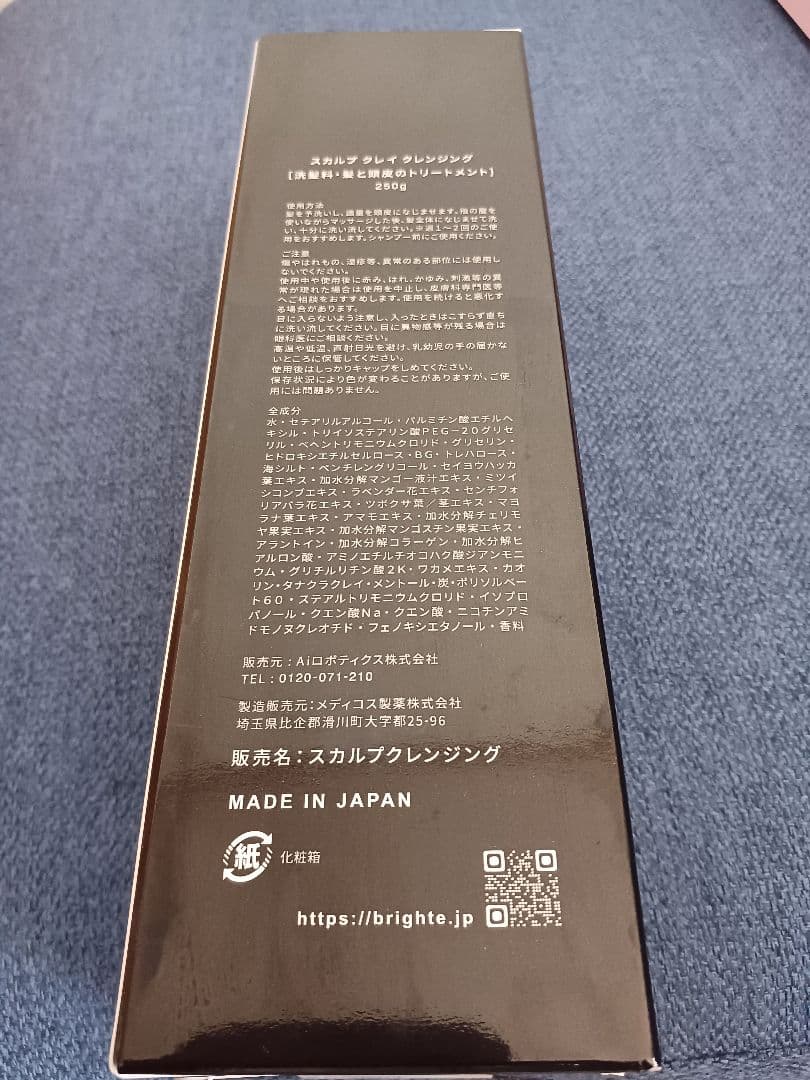 スカルプ クレイ クレンジング
[洗髪料・髪と頭皮のトリートメント]
250g
使用方法
髪を予洗いし、適量を頭皮になじませます。指の腹を
使いながらマッサージした後、髪全体になじませて洗
い、十分に洗い流してください。※週1〜2回のご使
用をおすすめします。シャンプー前にご使用ください。
ご注意
傷やはれもの、湿疹等、異常のある部位には使用し
ないでください。
使用中や使用後に赤み、はれ、かゆみ、刺激等の異
常が現れた場合は使用を中止し、皮膚科専門医等
へご相談をおすすめします。使用を続けると悪化す
る場合があります。
目に入らないよう注意し、入ったときはこすらず直ち
に洗い流してください。目に異物感等が残る場合は
眼科医にご相談ください。
高温や低温、直射日光を避け、乳幼児の手の届かな
いところに保管してください。
使用後はしっかりキャップをしめてください。
保存状況により色が変わることがありますが、ご使
用には問題ありません。
全成分
水・セテアリルアルコール・パルミチン酸エチルヘ
キシル・トリイソステアリン酸PEG－20グリセ
リル・ベヘントリモニウムクロリド・グリセリン・
ヒドロキシエチルセルロース・BG・トレハロース・
海シルト・ペンチレングリコール・セイヨウハッカ
葉エキス・加水分解マンゴー液汁エキス・ミツイ
シコンブエキス・ラベンダー花エキス・センチフォ
リアバラ花エキス・ツボクサ葉／茎エキス・マヨ
ラナ葉エキス・アマモエキス・加水分解チェリモ
ヤ果実エキス・加水分解マンゴスチン果実エキス・
アラントイン・加水分解コラーゲン・加水分解ヒ
アルロン酸・アミノエチルチオコハク酸ジアンモニ
ウム・グリチルリチン酸2K・ワカメエキス・カオ
リン・タナクラクレイ・メントール・炭・ポリソルベー
ト60・ステアルトリモニウムクロリド・イソプロ
パノール・クエン酸Na・クエン酸・ニコチンアミ
ドモノヌクレオチド・フェノキシエタノール・香料
販売元：Aiロボティクス株式会社
TEL：0120-071-210
製造販売元：メディコス製薬株式会社
埼玉県比企郡滑川町大字都25-96
販売名：スカルプクレンジング
MADE IN JAPAN
紙 化粧箱
https://brighte.jp